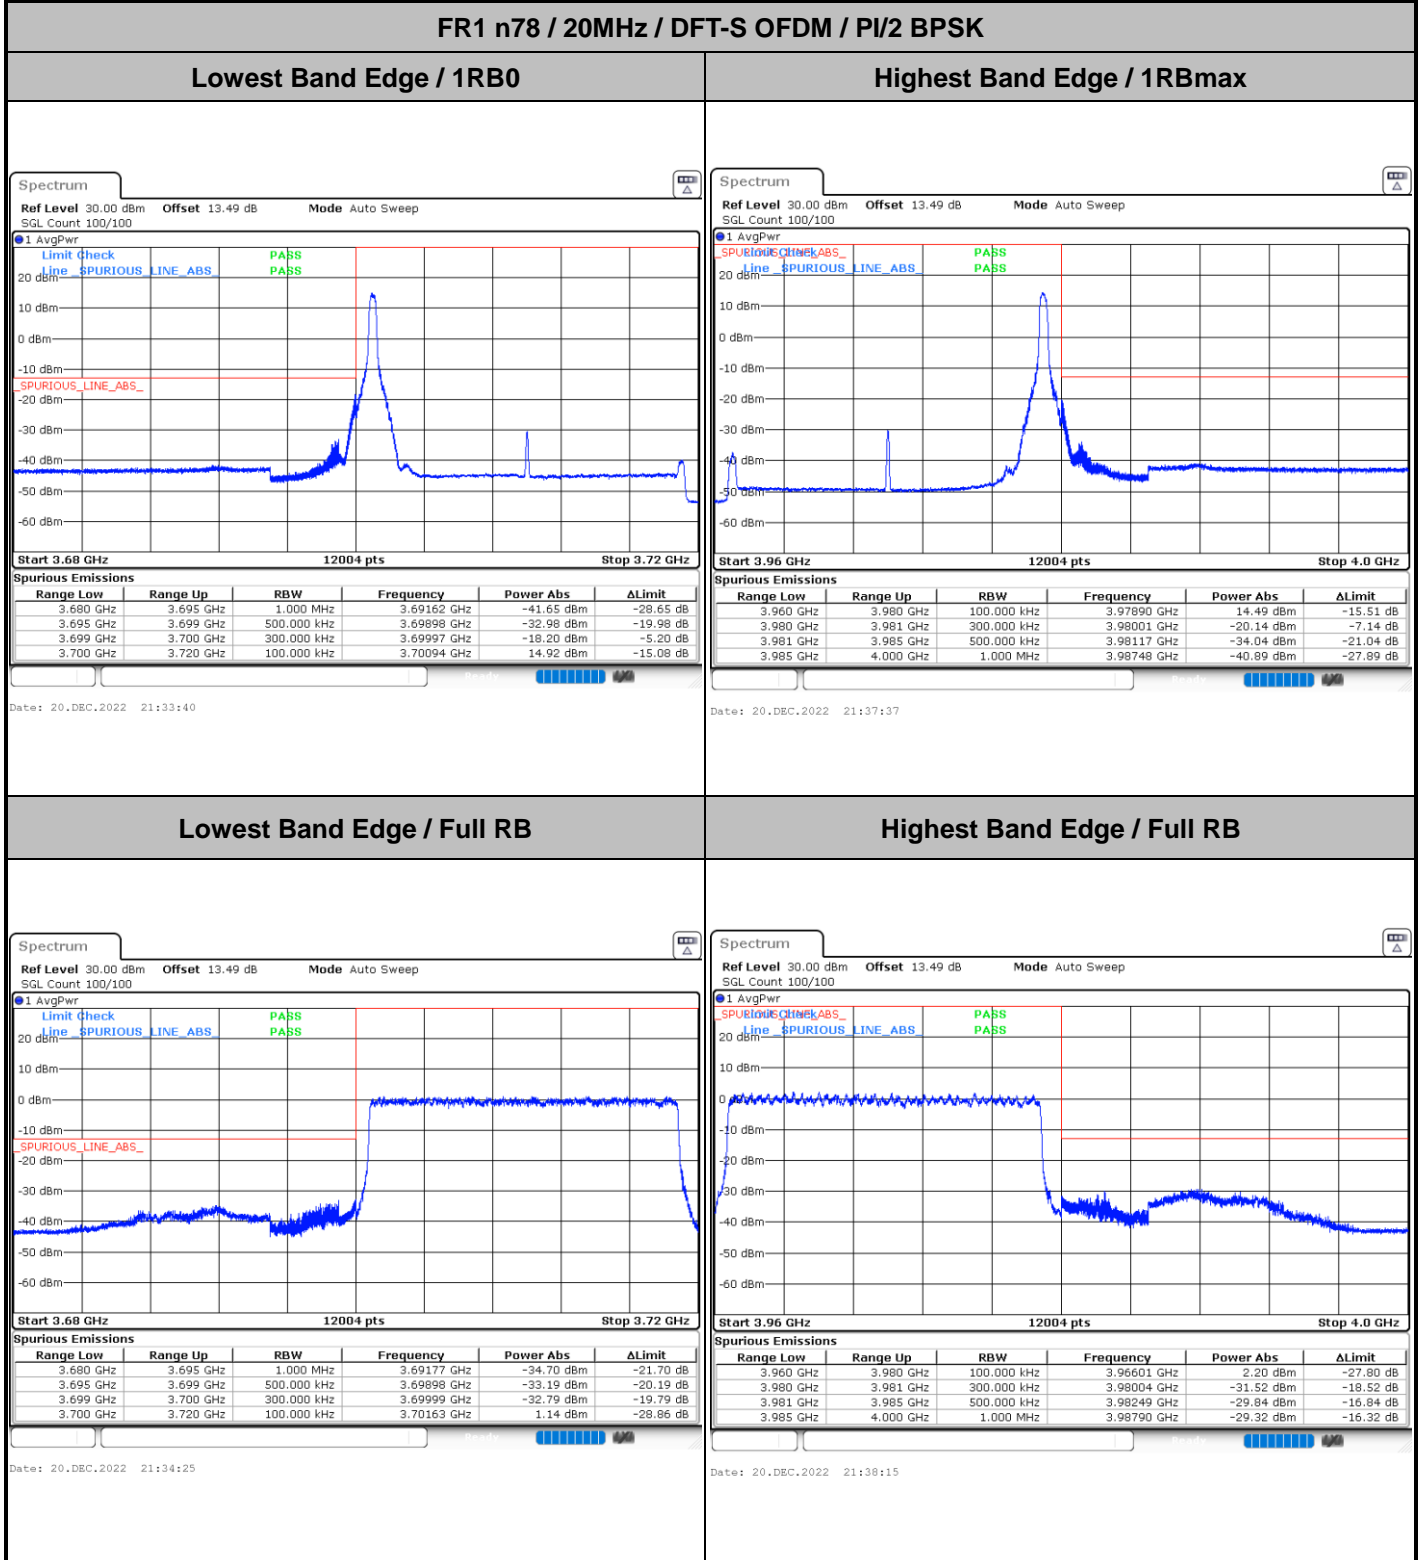 FR1 n78 / 20MHz / DFT-S OFDM / PI/2 BPSK
Lowest Band Edge / 1RB0
Highest Band Edge / 1RBmax
Spectrum
Ref Level 30.00 dBm Offset 13.49 dB Mode Auto Sweep
SGL Count 100/100
1 AvgPwr
Limit Check PASS
Line _SPURIOUS_LINE_ABS_ PASS
20 dBm
10 dBm
0 dBm
-10 dBm
_SPURIOUS_LINE_ABS_
-20 dBm
-30 dBm
-40 dBm
-50 dBm
-60 dBm
Start 3.68 GHz 12004 pts Stop 3.72 GHz
Spurious Emissions
Range Low Range Up RBW Frequency Power Abs ΔLimit
3.680 GHz 3.695 GHz 1.000 MHz 3.69162 GHz -41.65 dBm -28.65 dB
3.695 GHz 3.699 GHz 500.000 kHz 3.69898 GHz -32.98 dBm -19.98 dB
3.699 GHz 3.700 GHz 300.000 kHz 3.69997 GHz -18.20 dBm -5.20 dB
3.700 GHz 3.720 GHz 100.000 kHz 3.70094 GHz 14.92 dBm -15.08 dB
Ready
Date: 20.DEC.2022 21:33:40
Spectrum
Ref Level 30.00 dBm Offset 13.49 dB Mode Auto Sweep
SGL Count 100/100
1 AvgPwr
_SPURIOUS_LINE_ABS_
Limit Check PASS
Line _SPURIOUS_LINE_ABS_ PASS
20 dBm
10 dBm
0 dBm
-10 dBm
-20 dBm
-30 dBm
-40 dBm
-50 dBm
-60 dBm
Start 3.96 GHz 12004 pts Stop 4.0 GHz
Spurious Emissions
Range Low Range Up RBW Frequency Power Abs ΔLimit
3.960 GHz 3.980 GHz 100.000 kHz 3.97890 GHz 14.49 dBm -15.51 dB
3.980 GHz 3.981 GHz 300.000 kHz 3.98001 GHz -20.14 dBm -7.14 dB
3.981 GHz 3.985 GHz 500.000 kHz 3.98117 GHz -34.04 dBm -21.04 dB
3.985 GHz 4.000 GHz 1.000 MHz 3.98748 GHz -40.89 dBm -27.89 dB
Ready
Date: 20.DEC.2022 21:37:37
Lowest Band Edge / Full RB
Highest Band Edge / Full RB
Spectrum
Ref Level 30.00 dBm Offset 13.49 dB Mode Auto Sweep
SGL Count 100/100
1 AvgPwr
Limit Check PASS
Line _SPURIOUS_LINE_ABS_ PASS
20 dBm
10 dBm
0 dBm
-10 dBm
_SPURIOUS_LINE_ABS_
-20 dBm
-30 dBm
-40 dBm
-50 dBm
-60 dBm
Start 3.68 GHz 12004 pts Stop 3.72 GHz
Spurious Emissions
Range Low Range Up RBW Frequency Power Abs ΔLimit
3.680 GHz 3.695 GHz 1.000 MHz 3.69177 GHz -34.70 dBm -21.70 dB
3.695 GHz 3.699 GHz 500.000 kHz 3.69898 GHz -33.19 dBm -20.19 dB
3.699 GHz 3.700 GHz 300.000 kHz 3.69999 GHz -32.79 dBm -19.79 dB
3.700 GHz 3.720 GHz 100.000 kHz 3.70163 GHz 1.14 dBm -28.86 dB
Ready
Date: 20.DEC.2022 21:34:25
Spectrum
Ref Level 30.00 dBm Offset 13.49 dB Mode Auto Sweep
SGL Count 100/100
1 AvgPwr
_SPURIOUS_LINE_ABS_
Limit Check PASS
Line _SPURIOUS_LINE_ABS_ PASS
20 dBm
10 dBm
0 dBm
-10 dBm
-20 dBm
-30 dBm
-40 dBm
-50 dBm
-60 dBm
Start 3.96 GHz 12004 pts Stop 4.0 GHz
Spurious Emissions
Range Low Range Up RBW Frequency Power Abs ΔLimit
3.960 GHz 3.980 GHz 100.000 kHz 3.96601 GHz 2.20 dBm -27.80 dB
3.980 GHz 3.981 GHz 300.000 kHz 3.98004 GHz -31.52 dBm -18.52 dB
3.981 GHz 3.985 GHz 500.000 kHz 3.98249 GHz -29.84 dBm -16.84 dB
3.985 GHz 4.000 GHz 1.000 MHz 3.98790 GHz -29.32 dBm -16.32 dB
Ready
Date: 20.DEC.2022 21:38:15